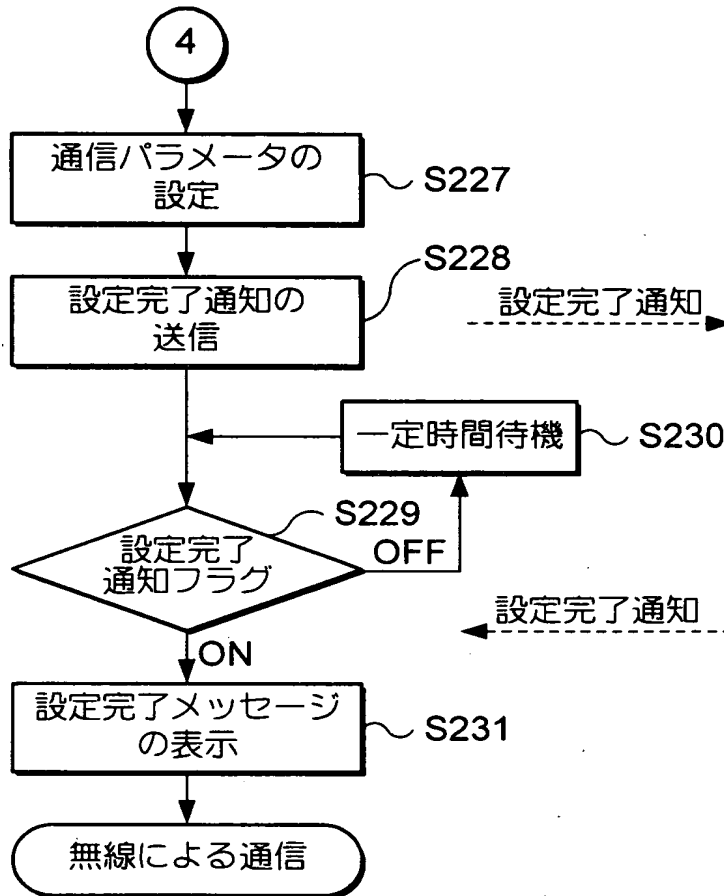 4
通信パラメータの
設定
S227
S228
設定完了通知の
送信
設定完了通知
一定時間待機
S230
S229
設定完了
通知フラグ
OFF
設定完了通知
ON
設定完了メッセージ
の表示
S231
無線による通信